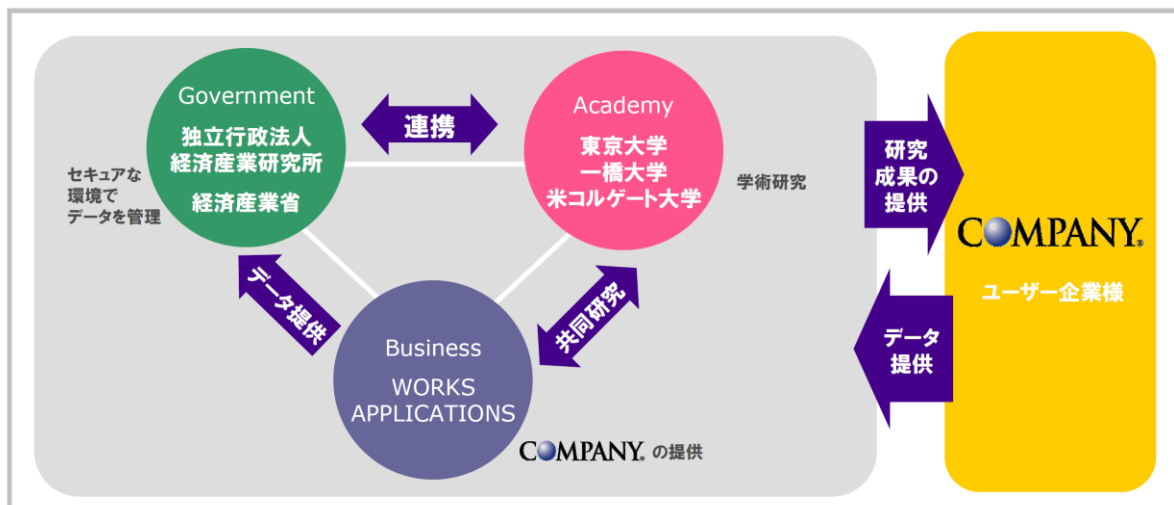 Government
独立行政法人
経済産業研究所
経済産業省
セキュアな
環境で
データを管理
連携
Academy
東京大学
一橋大学
米コルゲート大学
学術研究
データ提供
共同研究
Business
WORKS
APPLICATIONS
COMPANY® の提供
研究
成果の
提供
データ
提供
COMPANY®
ユーザー企業様